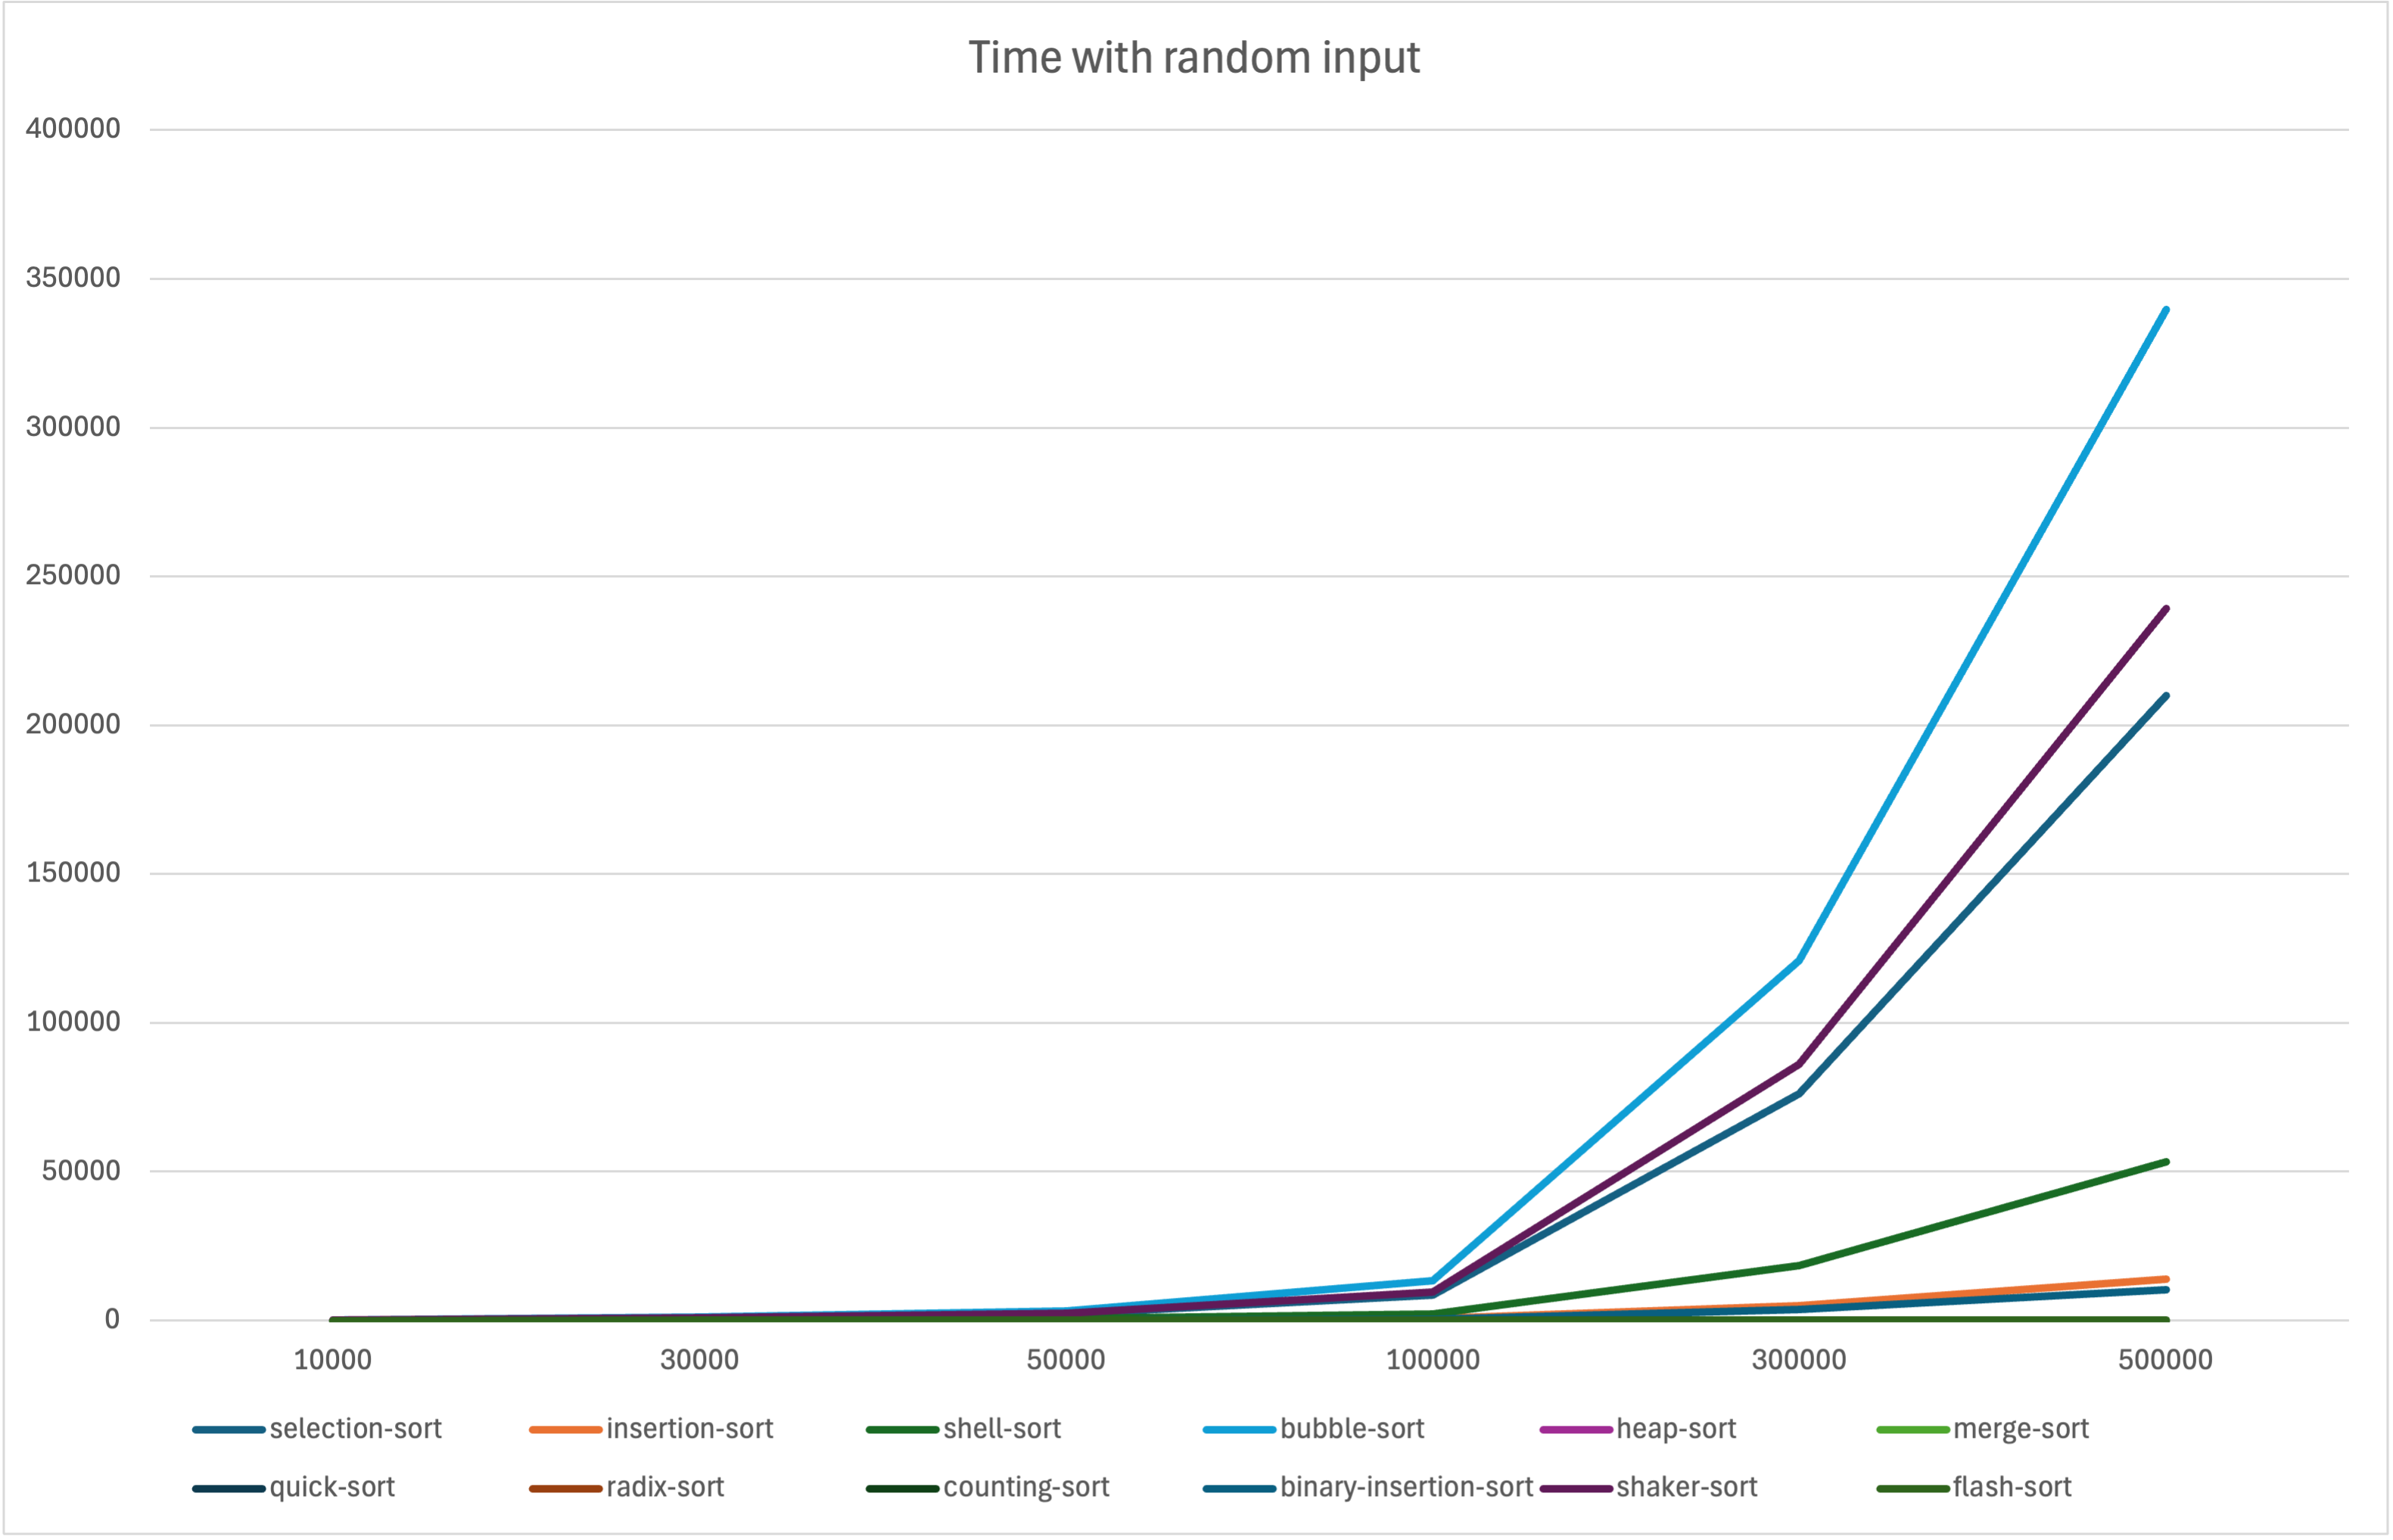 Time with random input
400000
350000
300000
250000
200000
150000
100000
50000
0
10000 30000 50000 100000 300000 500000
selection-sort insertion-sort shell-sort bubble-sort heap-sort merge-sort
quick-sort radix-sort counting-sort binary-insertion-sort shaker-sort flash-sort